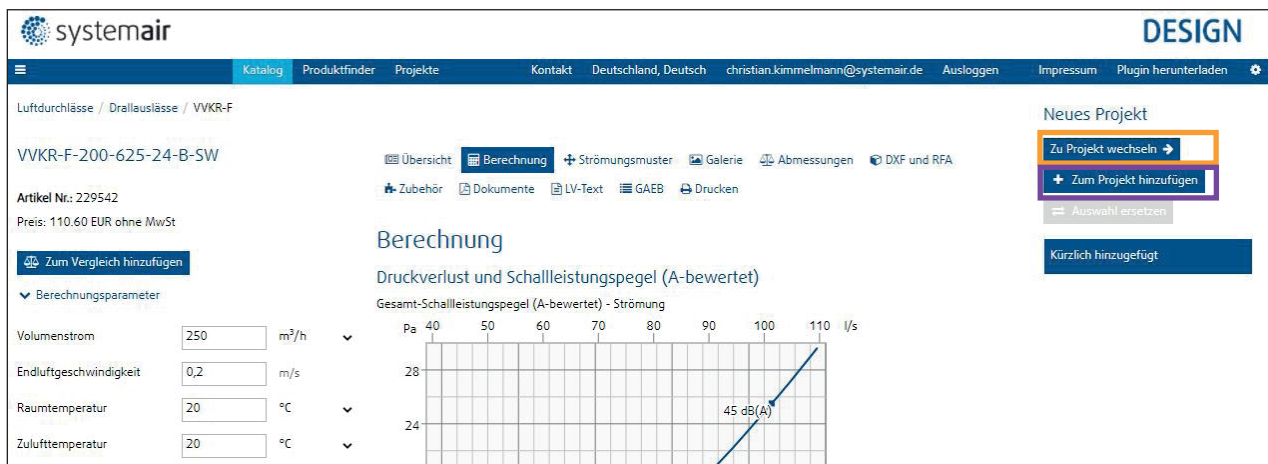 systemair
DESIGN
Katalog Produktfinder Projekte Kontakt Deutschland, Deutsch christian.kimmelmann@systemair.de Ausloggen Impressum Plugin herunterladen
Luftdurchlässe / Drallauslässe / VVKR-F
VVKR-F-200-625-24-B-SW
Artikel Nr.: 229542
Preis: 110.60 EUR ohne MwSt
Zum Vergleich hinzufügen
Berechnungsparameter
Volumenstrom 250 m³/h
Endluftgeschwindigkeit 0,2 m/s
Raumtemperatur 20 °C
Zulufttemperatur 20 °C
Übersicht Berechnung Strömungsmuster Galerie Abmessungen DXF und RFA
Zubehör Dokumente LV-Text GAEB Drucken
Berechnung
Druckverlust und Schallleistungspegel (A-bewertet)
Gesamt-Schallleistungspegel (A-bewertet) - Strömung
Pa 40 50 60 70 80 90 100 110 l/s
28
45 dB(A)
24
Neues Projekt
Zu Projekt wechseln
Zum Projekt hinzufügen
Auswahl ersetzen
Kürzlich hinzugefügt